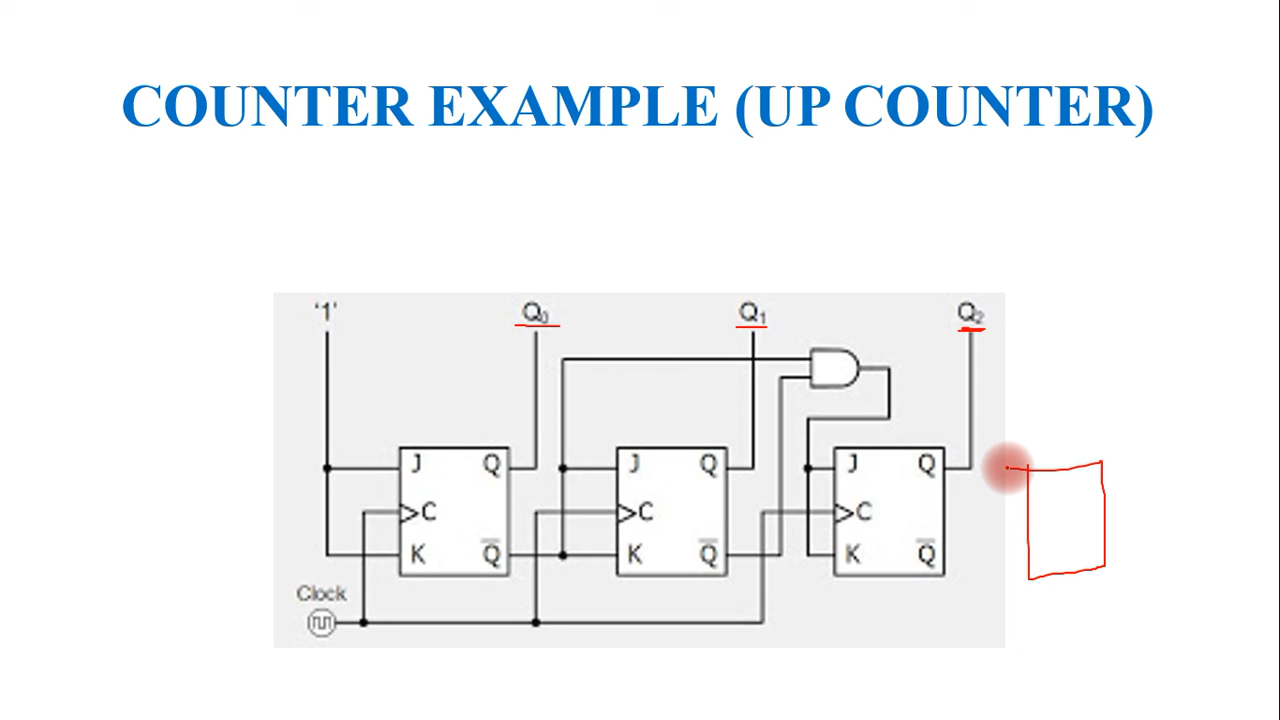 COUNTER EXAMPLE (UP COUNTER)
'1' Q₀ Q₁ Q₂
J Q J Q J Q
C C C
K Q̅ K Q̅ K Q̅
Clock